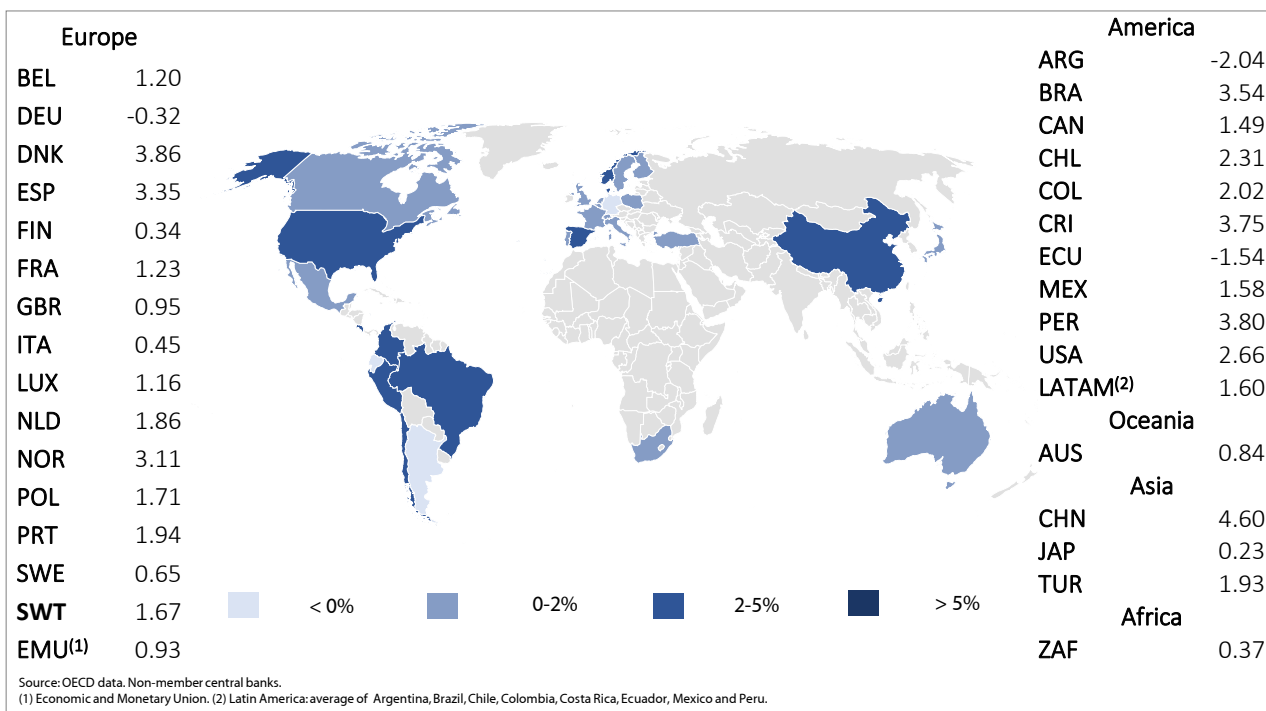 Europe
BEL 1.20
DEU -0.32
DNK 3.86
ESP 3.35
FIN 0.34
FRA 1.23
GBR 0.95
ITA 0.45
LUX 1.16
NLD 1.86
NOR 3.11
POL 1.71
PRT 1.94
SWE 0.65
SWT 1.67
EMU(1) 0.93
America
ARG -2.04
BRA 3.54
CAN 1.49
CHL 2.31
COL 2.02
CRI 3.75
ECU -1.54
MEX 1.58
PER 3.80
USA 2.66
LATAM(2) 1.60
Oceania
AUS 0.84
Asia
CHN 4.60
JAP 0.23
TUR 1.93
Africa
ZAF 0.37
< 0% 0-2% 2-5% > 5%
Source: OECD data. Non-member central banks.
(1) Economic and Monetary Union. (2) Latin America: average of Argentina, Brazil, Chile, Colombia, Costa Rica, Ecuador, Mexico and Peru.